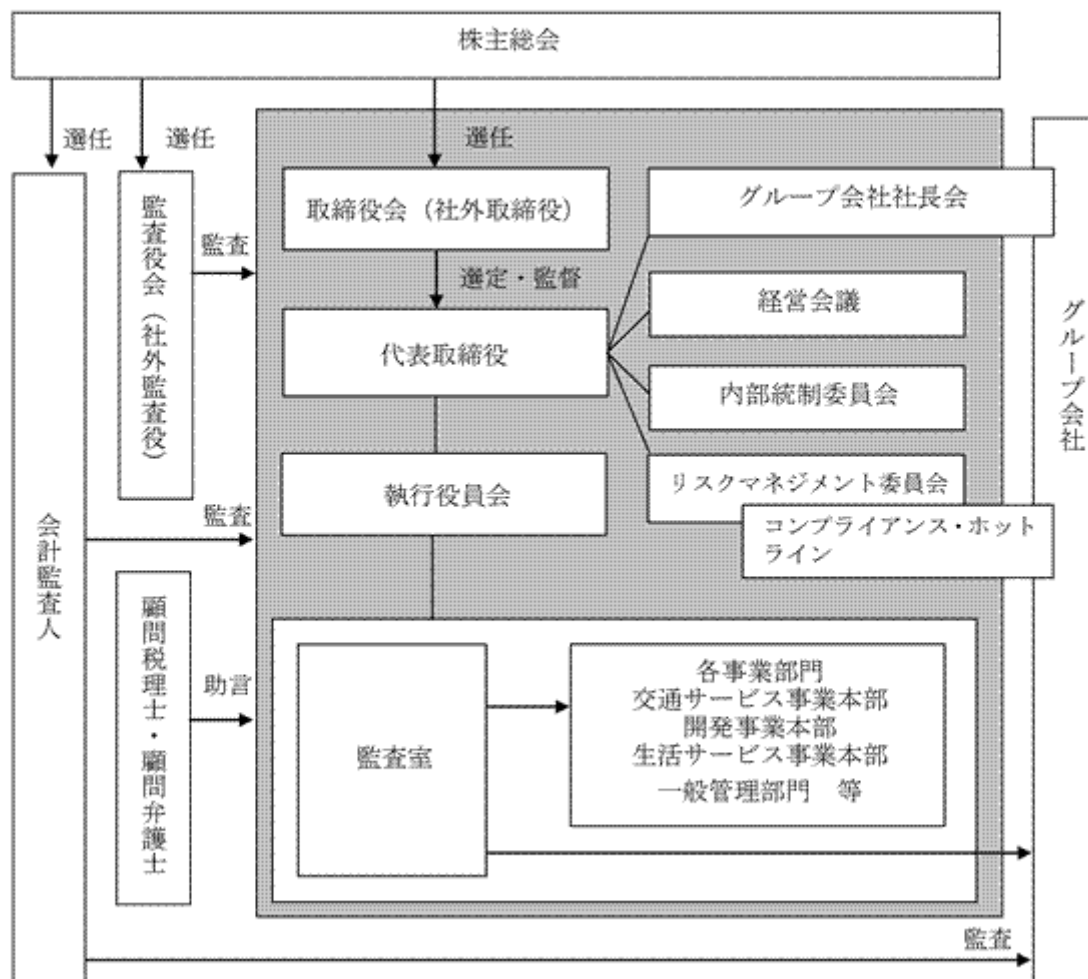 株主総会
選任
選任
選任
取締役会（社外取締役）
グループ会社社長会
監査役会（社外監査役）
監査
選定・監督
経営会議
代表取締役
内部統制委員会
グループ会社
執行役員会
リスクマネジメント委員会
監査
コンプライアンス・ホット
ライン
会計監査人
顧問税理士・顧問弁護士
助言
監査室
各事業部門
交通サービス事業本部
開発事業本部
生活サービス事業本部
一般管理部門　等
監査